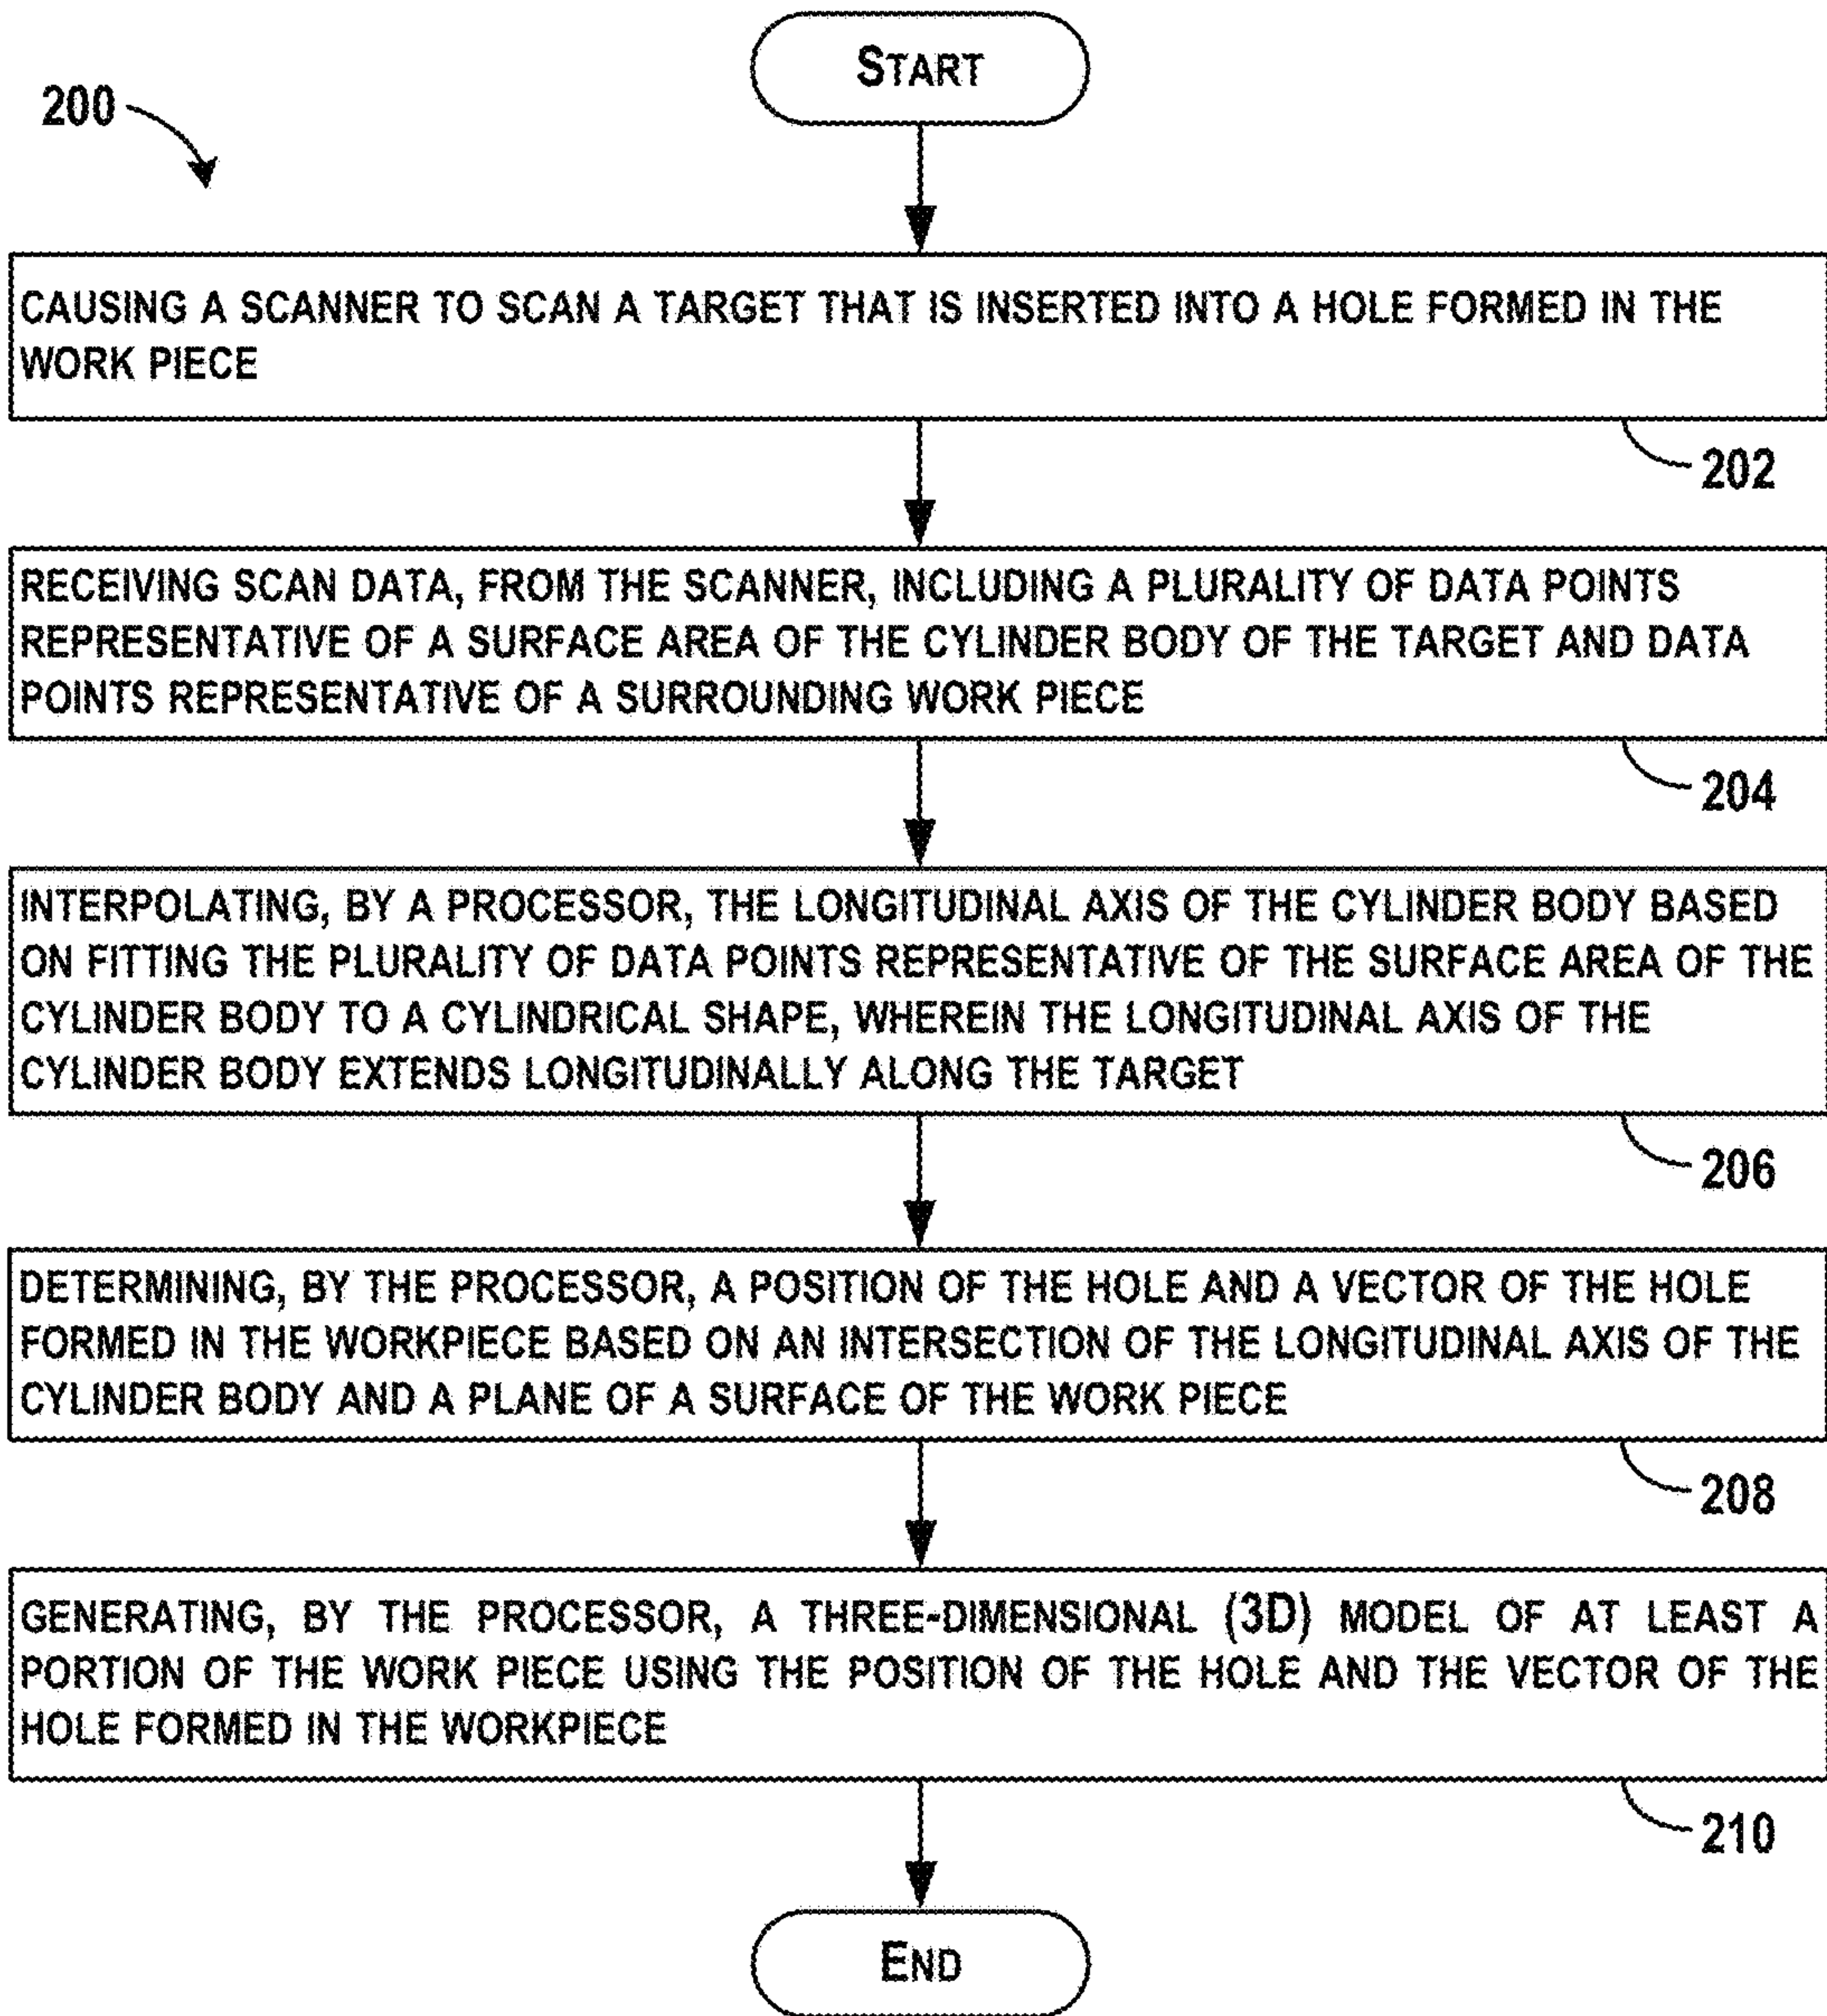 START
200
CAUSING A SCANNER TO SCAN A TARGET THAT IS INSERTED INTO A HOLE FORMED IN THE
WORK PIECE
202
RECEIVING SCAN DATA, FROM THE SCANNER, INCLUDING A PLURALITY OF DATA POINTS
REPRESENTATIVE OF A SURFACE AREA OF THE CYLINDER BODY OF THE TARGET AND DATA
POINTS REPRESENTATIVE OF A SURROUNDING WORK PIECE
204
INTERPOLATING, BY A PROCESSOR, THE LONGITUDINAL AXIS OF THE CYLINDER BODY BASED
ON FITTING THE PLURALITY OF DATA POINTS REPRESENTATIVE OF THE SURFACE AREA OF THE
CYLINDER BODY TO A CYLINDRICAL SHAPE, WHEREIN THE LONGITUDINAL AXIS OF THE
CYLINDER BODY EXTENDS LONGITUDINALLY ALONG THE TARGET
206
DETERMINING, BY THE PROCESSOR, A POSITION OF THE HOLE AND A VECTOR OF THE HOLE
FORMED IN THE WORKPIECE BASED ON AN INTERSECTION OF THE LONGITUDINAL AXIS OF THE
CYLINDER BODY AND A PLANE OF A SURFACE OF THE WORK PIECE
208
GENERATING, BY THE PROCESSOR, A THREE-DIMENSIONAL (3D) MODEL OF AT LEAST A
PORTION OF THE WORK PIECE USING THE POSITION OF THE HOLE AND THE VECTOR OF THE
HOLE FORMED IN THE WORKPIECE
210
END